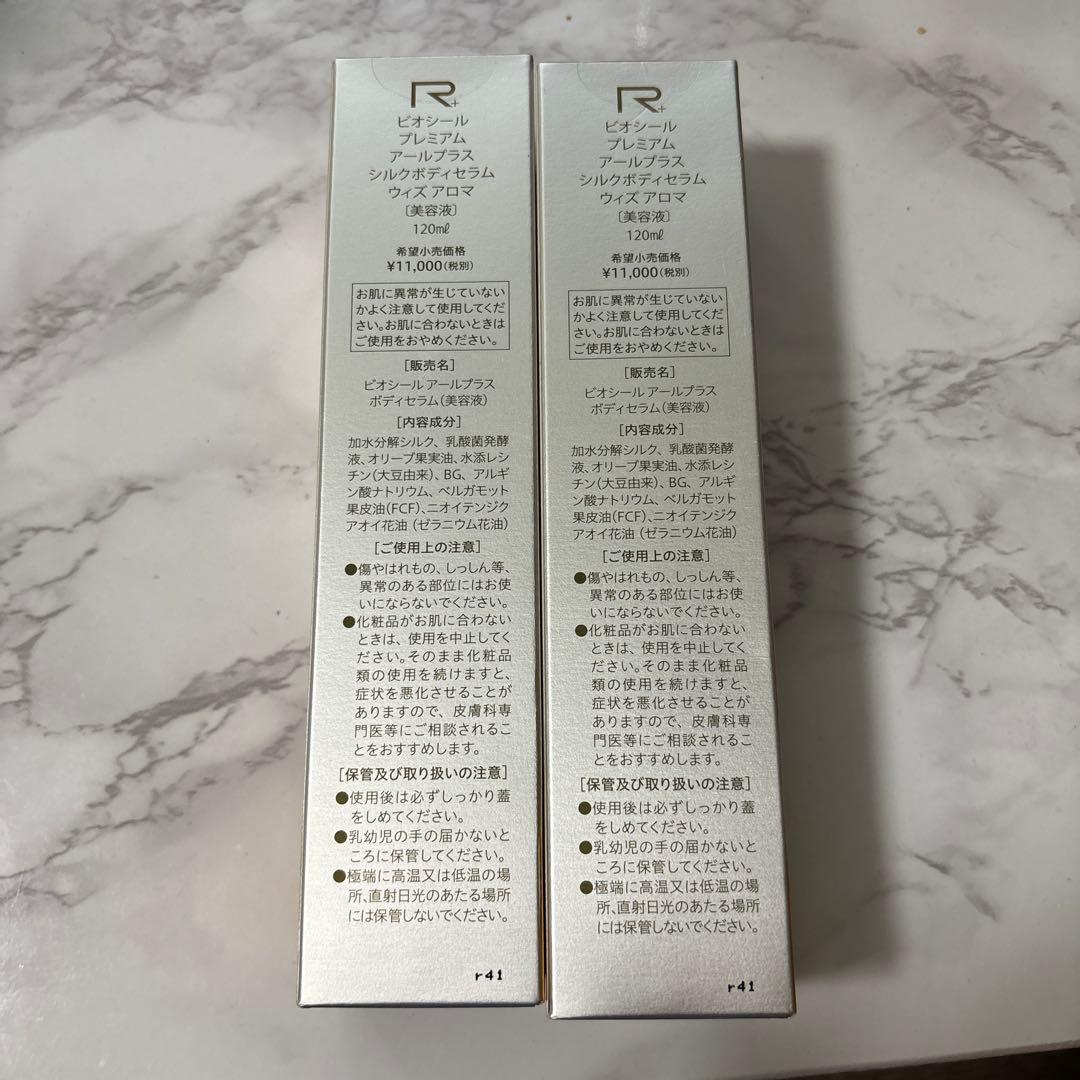 R+
ビオシール
プレミアム
アールプラス
シルクボディセラム
ウィズ アロマ
［美容液］
120mℓ
希望小売価格
¥11,000(税別)
お肌に異常が生じていない
かよく注意して使用してくだ
さい。お肌に合わないときは
ご使用をおやめください。
［販売名］
ビオシール アールプラス
ボディセラム(美容液)
［内容成分］
加水分解シルク、乳酸菌発酵
液、オリーブ果実油、水添レシ
チン(大豆由来)、BG、アルギ
ン酸ナトリウム、ベルガモット
果皮油(FCF)、ニオイテンジク
アオイ花油（ゼラニウム花油）
［ご使用上の注意］
●傷やはれもの、しっしん等、
異常のある部位にはお使
いにならないでください。
●化粧品がお肌に合わない
ときは、使用を中止してく
ださい。そのまま化粧品
類の使用を続けますと、
症状を悪化させることが
ありますので、皮膚科専
門医等にご相談されるこ
とをおすすめします。
［保管及び取り扱いの注意］
●使用後は必ずしっかり蓋
をしめてください。
●乳幼児の手の届かないと
ころに保管してください。
●極端に高温又は低温の場
所、直射日光のあたる場所
には保管しないでください。
r41
R+
ビオシール
プレミアム
アールプラス
シルクボディセラム
ウィズ アロマ
［美容液］
120mℓ
希望小売価格
¥11,000(税別)
お肌に異常が生じていない
かよく注意して使用してくだ
さい。お肌に合わないときは
ご使用をおやめください。
［販売名］
ビオシール アールプラス
ボディセラム(美容液)
［内容成分］
加水分解シルク、乳酸菌発酵
液、オリーブ果実油、水添レシ
チン(大豆由来)、BG、アルギ
ン酸ナトリウム、ベルガモット
果皮油(FCF)、ニオイテンジク
アオイ花油（ゼラニウム花油）
［ご使用上の注意］
●傷やはれもの、しっしん等、
異常のある部位にはお使
いにならないでください。
●化粧品がお肌に合わない
ときは、使用を中止してく
ださい。そのまま化粧品
類の使用を続けますと、
症状を悪化させることが
ありますので、皮膚科専
門医等にご相談されるこ
とをおすすめします。
［保管及び取り扱いの注意］
●使用後は必ずしっかり蓋
をしめてください。
●乳幼児の手の届かないと
ころに保管してください。
●極端に高温又は低温の場
所、直射日光のあたる場所
には保管しないでください。
r41